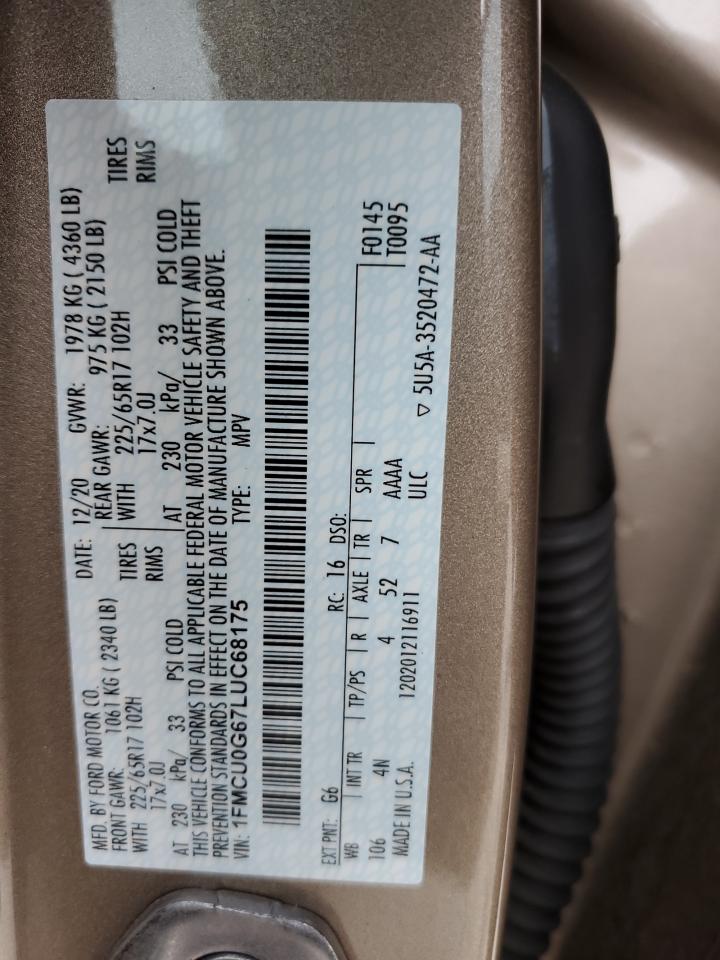 MFD. BY FORD MOTOR CO. DATE: 12/20 GVWR: 1978 KG ( 4360 LB)
FRONT GAWR: 1061 KG ( 2340 LB) REAR GAWR: 975 KG ( 2150 LB)
WITH 225/65R17 102H TIRES WITH 225/65R17 102H TIRES
17x7.0J RIMS 17x7.0J RIMS
AT 230 kPa/ 33 PSI COLD AT 230 kPa/ 33 PSI COLD
THIS VEHICLE CONFORMS TO ALL APPLICABLE FEDERAL MOTOR VEHICLE SAFETY AND THEFT
PREVENTION STANDARDS IN EFFECT ON THE DATE OF MANUFACTURE SHOWN ABOVE.
VIN: 1FMCU0G67LUC68175 TYPE: MPV
EXT PNT: G6 RC: 16 DSO:
WB | INT TR | TP/PS | R | AXLE | TR | SPR | F0145
106 4N 4 52 7 AAAA T0095
MADE IN U.S.A. 1202012116911 ULC
▽ 5U5A-3520472-AA